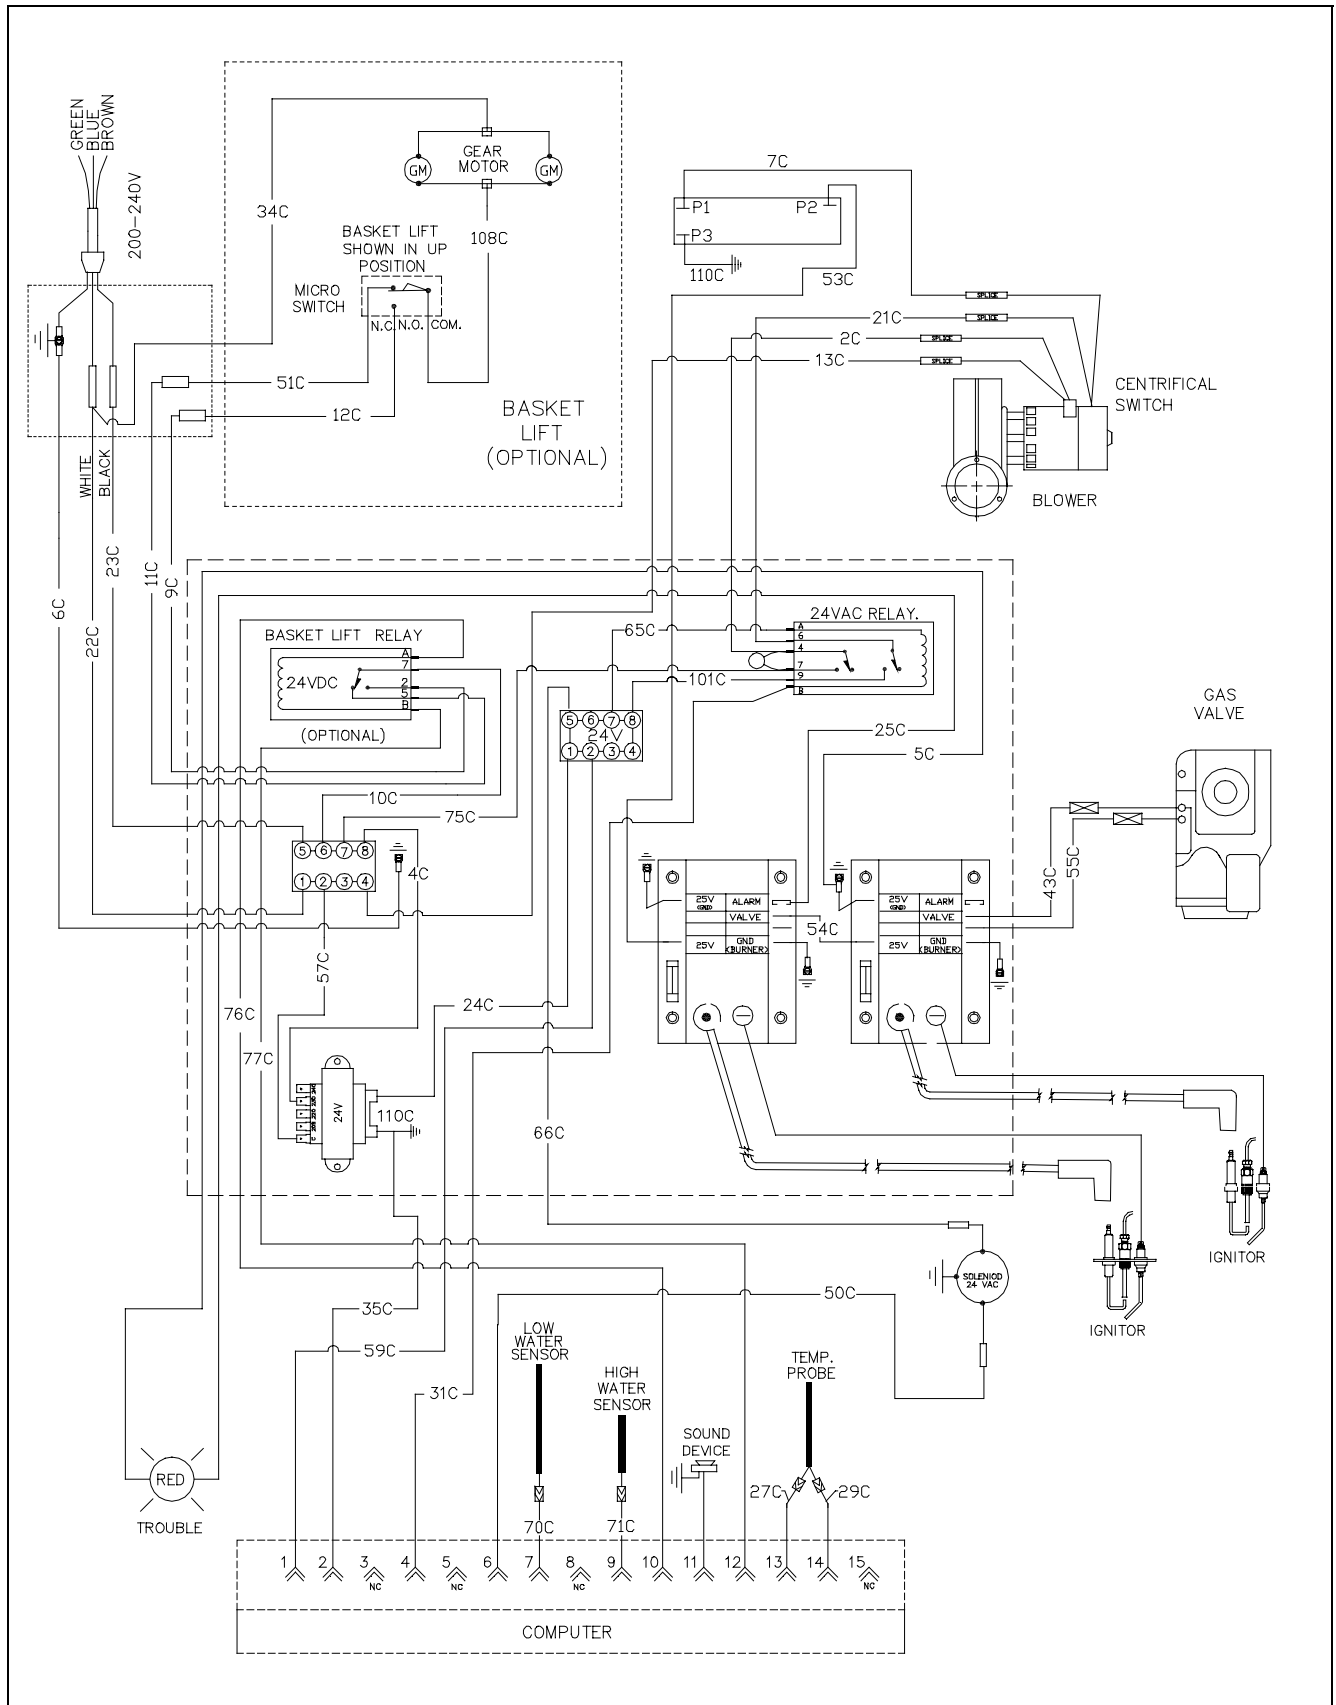 GREEN
BLUE
BROWN
200-240V
34C
GEAR
MOTOR
GM
GM
108C
BASKET LIFT
SHOWN IN UP
POSITION
MICRO
SWITCH
N.C.
N.O.
COM.
51C
12C
BASKET
LIFT
(OPTIONAL)
WHITE
BLACK
7C
P1
P2
P3
110C
53C
SPLICE
21C
SPLICE
2C
SPLICE
13C
SPLICE
CENTRIFICAL
SWITCH
BLOWER
6C
22C
23C
11C
9C
BASKET LIFT RELAY
24VDC
A
7
2
5
B
(OPTIONAL)
65C
24VAC RELAY.
A
6
4
7
9
B
101C
5 6 7 8
24V
1 2 3 4
25C
5C
GAS
VALVE
10C
75C
5 6 7 8
1 2 3 4
4C
43C
55C
25V
(GND)
ALARM
VALVE
25V
GND
(BURNER)
54C
25V
(GND)
ALARM
VALVE
25V
GND
(BURNER)
57C
24C
76C
77C
24V
110C
66C
IGNITOR
IGNITOR
SOLENIOD
24 VAC
35C
50C
59C
31C
LOW
WATER
SENSOR
HIGH
WATER
SENSOR
TEMP.
PROBE
SOUND
DEVICE
RED
TROUBLE
27C
29C
70C
71C
1 2 3 4 5 6 7 8 9 10 11 12 13 14 15
NC NC NC NC
COMPUTER